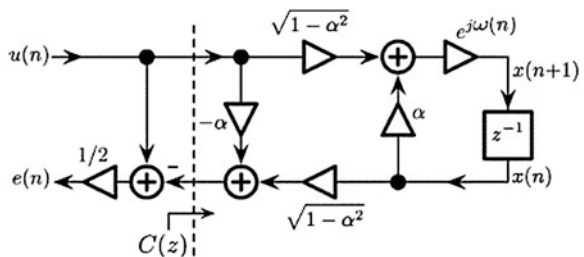 √(1 − α²)
e^{jω(n)}
u(n)
x(n+1)
−α
α
z⁻¹
1/2
−
e(n)
x(n)
√(1 − α²)
C(z)